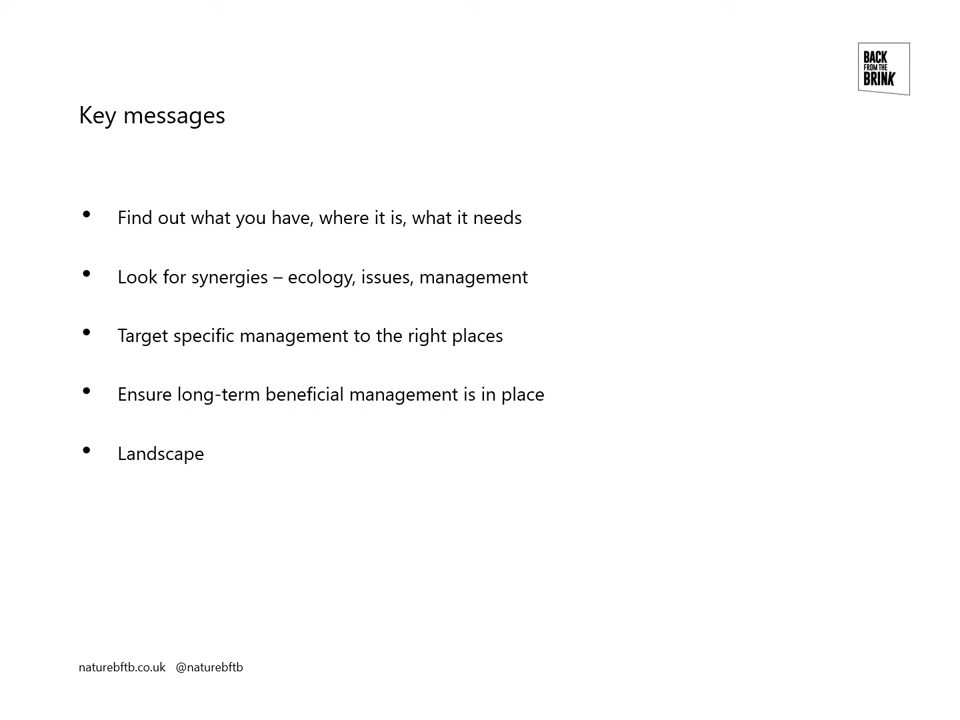 BACK
FROM THE
BRINK
Key messages
• Find out what you have, where it is, what it needs
• Look for synergies – ecology, issues, management
• Target specific management to the right places
• Ensure long-term beneficial management is in place
• Landscape
naturebftb.co.uk @naturebftb